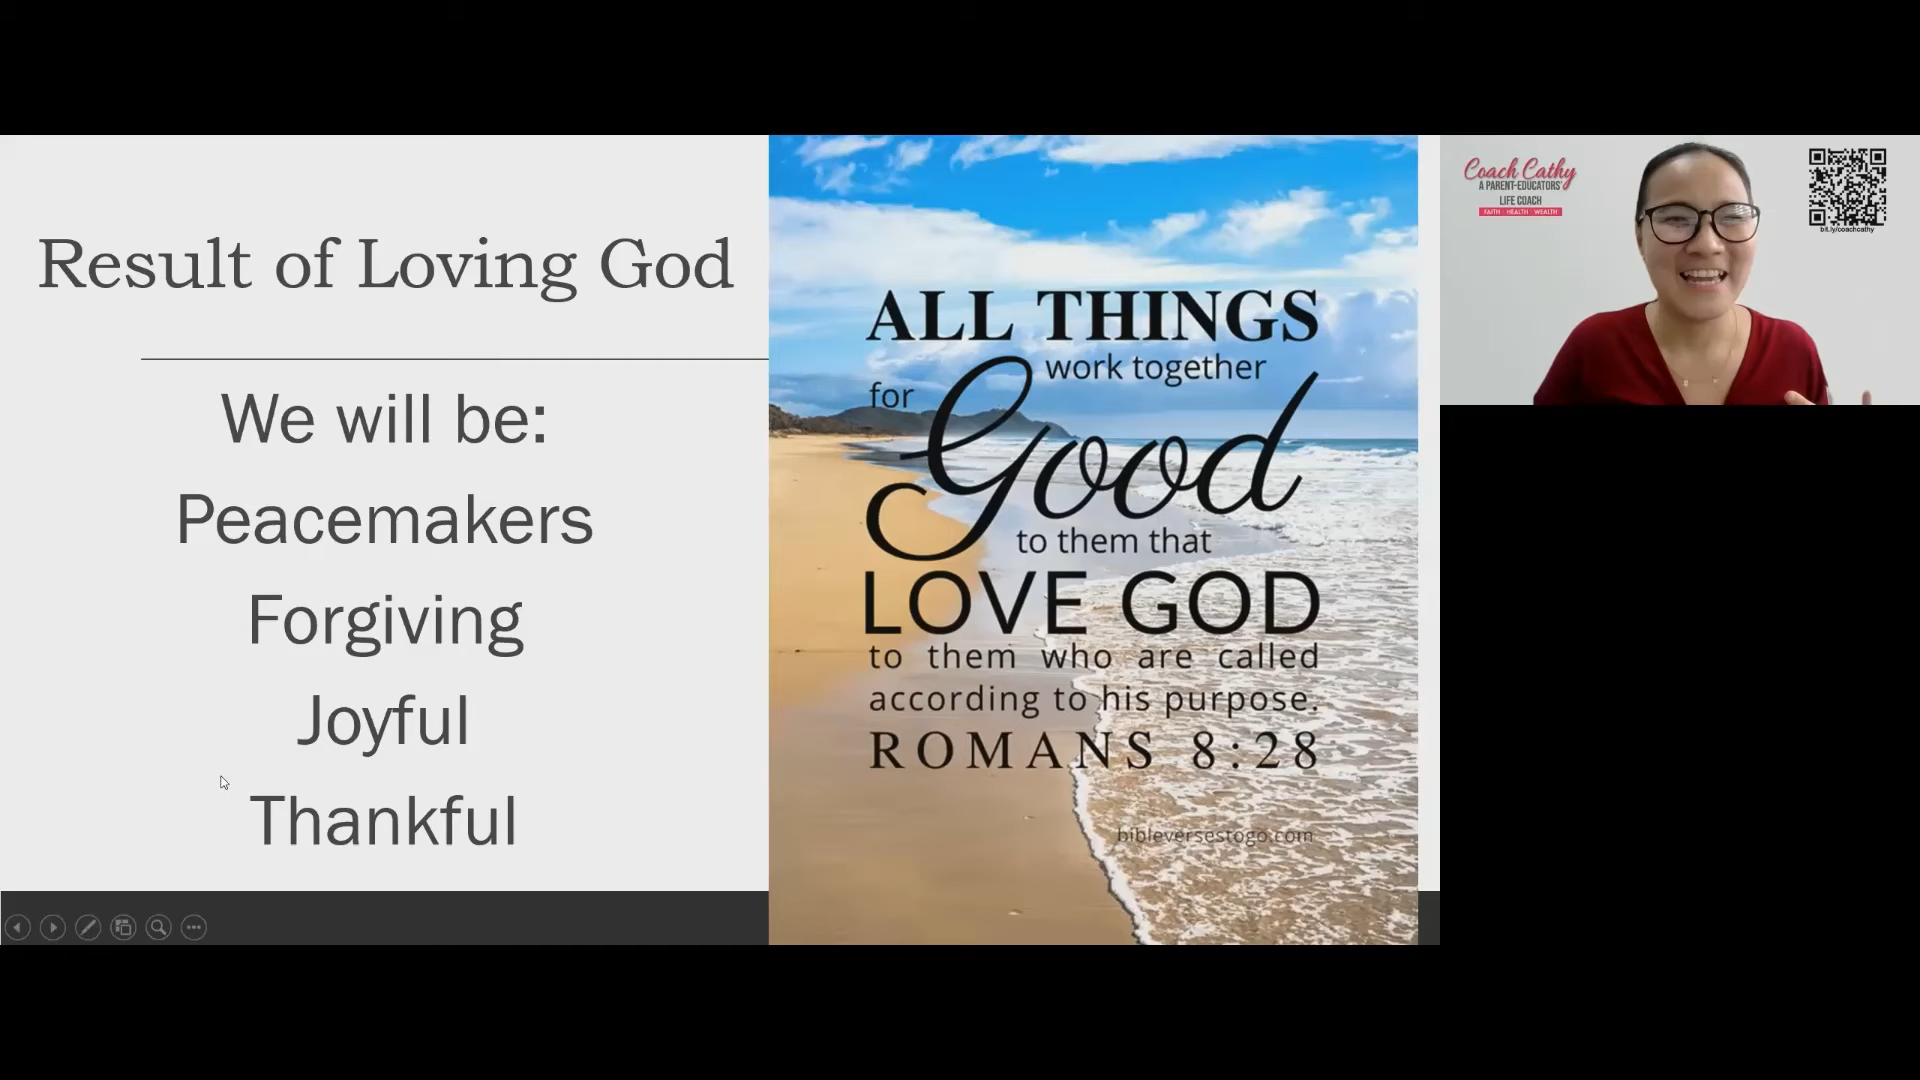 Result of Loving God
We will be:
Peacemakers
Forgiving
Joyful
Thankful
ALL THINGS
work together
for
Good
to them that
LOVE GOD
to them who are called
according to his purpose.
ROMANS 8:28
bibleversestogo.com
Coach Cathy
A PARENT-EDUCATORS'
LIFE COACH
FAITH · HEALTH · WEALTH
bit.ly/coachcathy